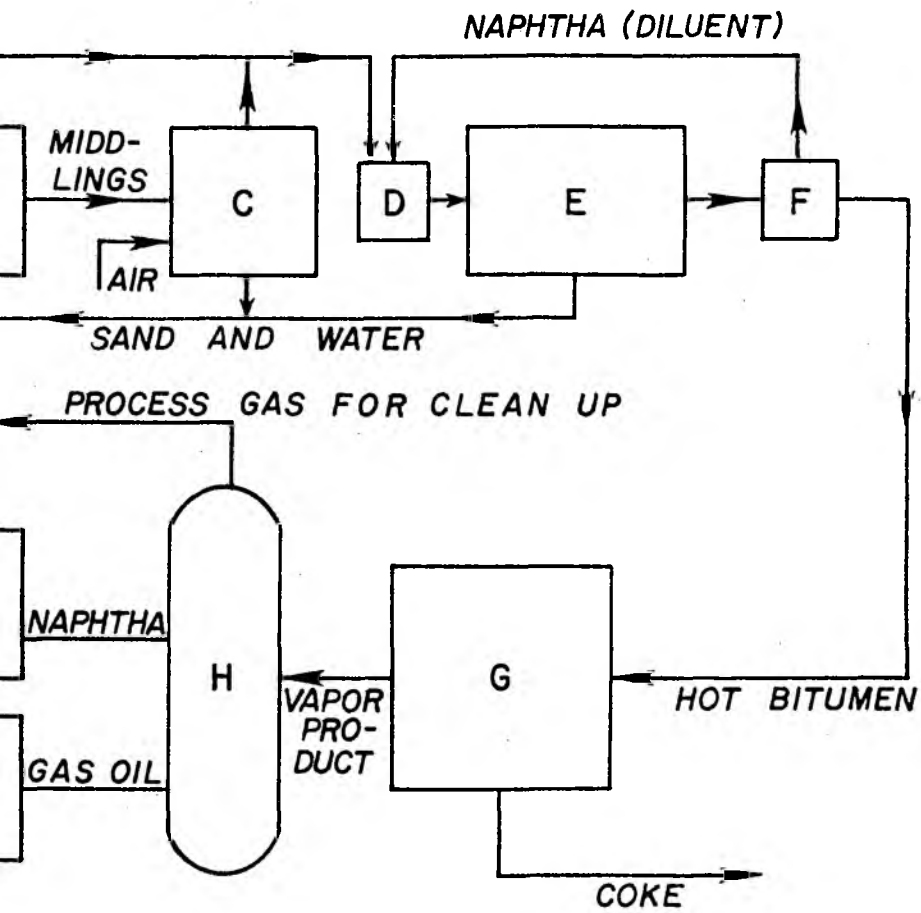 NAPHTHA (DILUENT)
MIDD-
LINGS
C
D
E
F
AIR
SAND AND WATER
PROCESS GAS FOR CLEAN UP
NAPHTHA
H
G
VAPOR
PRO-
DUCT
HOT BITUMEN
GAS OIL
COKE